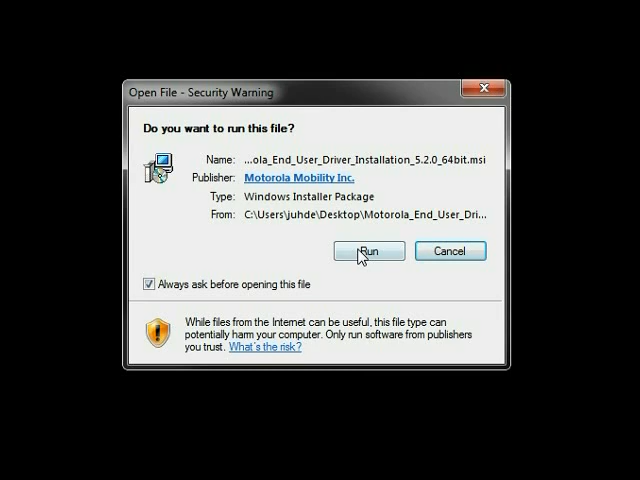 Open File - Security Warning
Do you want to run this file?
Name: ...ola_End_User_Driver_Installation_5.2.0_64bit.msi
Publisher: Motorola Mobility Inc.
Type: Windows Installer Package
From: C:\Users\juhde\Desktop\Motorola_End_User_Dri...
Run Cancel
Always ask before opening this file
While files from the Internet can be useful, this file type can
potentially harm your computer. Only run software from publishers
you trust. What's the risk?